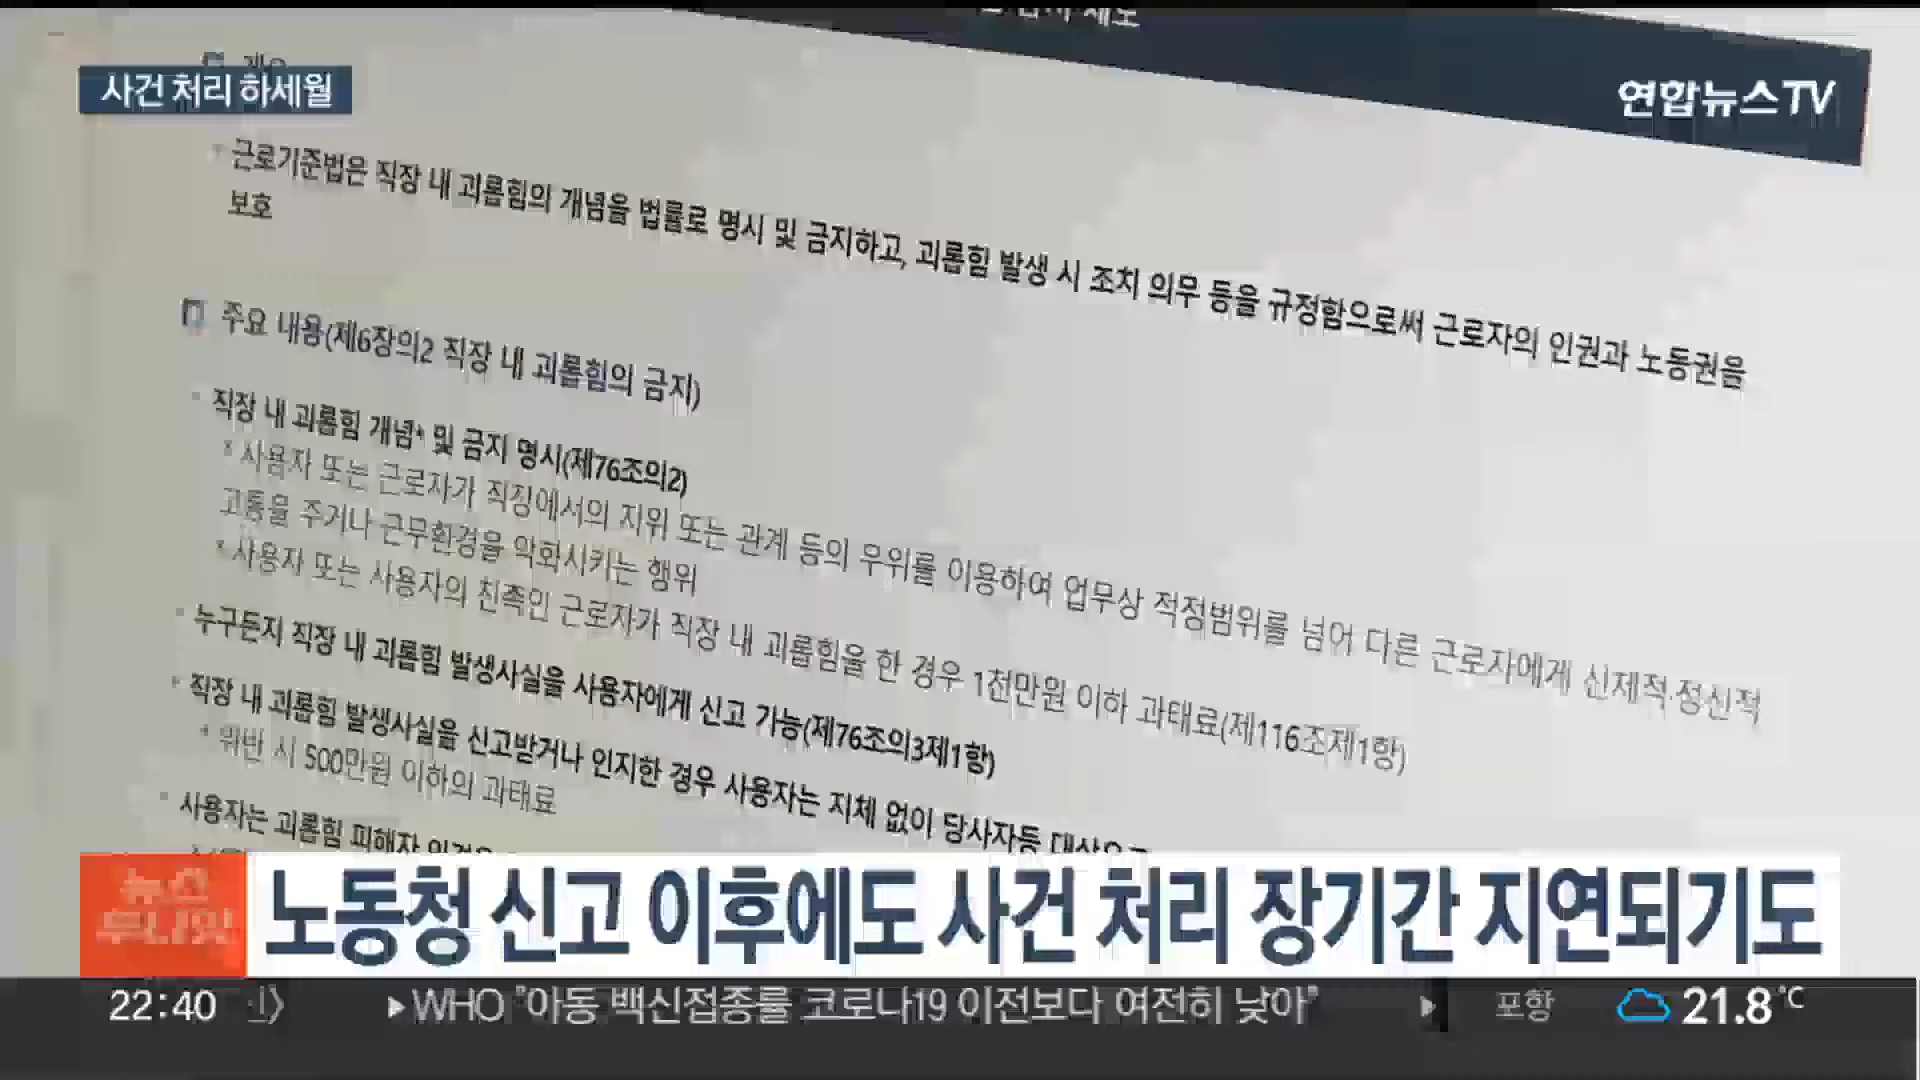 사건 처리 하세월
연합뉴스TV
근로기준법은 직장 내 괴롭힘의 개념을 법률로 명시 및 금지하고, 괴롭힘 발생 시 조치 의무 등을 규정함으로써 근로자의 인권과 노동권을
보호
주요 내용(제6장의2 직장 내 괴롭힘의 금지)
직장 내 괴롭힘 개념* 및 금지 명시(제76조의2)
* 사용자 또는 근로자가 직장에서의 지위 또는 관계 등의 우위를 이용하여 업무상 적정범위를 넘어 다른 근로자에게 신체적·정신적
고통을 주거나 근무환경을 악화시키는 행위
* 사용자 또는 사용자의 친족인 근로자가 직장 내 괴롭힘을 한 경우 1천만원 이하 과태료(제116조제1항)
누구든지 직장 내 괴롭힘 발생사실을 사용자에게 신고 가능(제76조의3제1항)
직장 내 괴롭힘 발생사실을 신고받거나 인지한 경우 사용자는 지체 없이 당사자등 대상으로
* 위반 시 500만원 이하의 과태료
사용자는 괴롭힘 피해자
노동청 신고 이후에도 사건 처리 장기간 지연되기도
22:40
▶WHO "아동 백신접종률 코로나19 이전보다 여전히 낮아"
포항 21.8℃